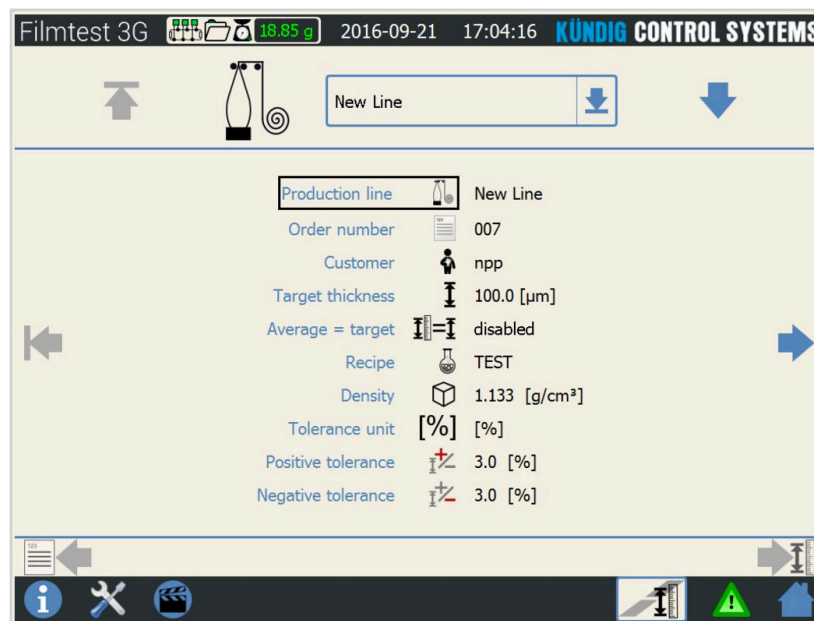 Filmtest 3G 18.85 g 2016-09-21 17:04:16 KÜNDIG CONTROL SYSTEMS
New Line
Production line New Line
Order number 007
Customer npp
Target thickness 100.0 [µm]
Average = target disabled
Recipe TEST
Density 1.133 [g/cm³]
Tolerance unit [%] [%]
Positive tolerance 3.0 [%]
Negative tolerance 3.0 [%]
123